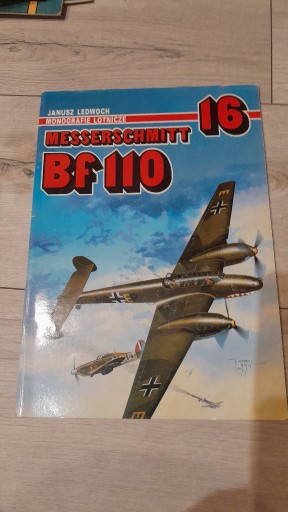 JANUSZ LEDWOCH
MONOGRAFIE LOTNICZE
16
MESSERSCHMITT
Bf 110
E
E